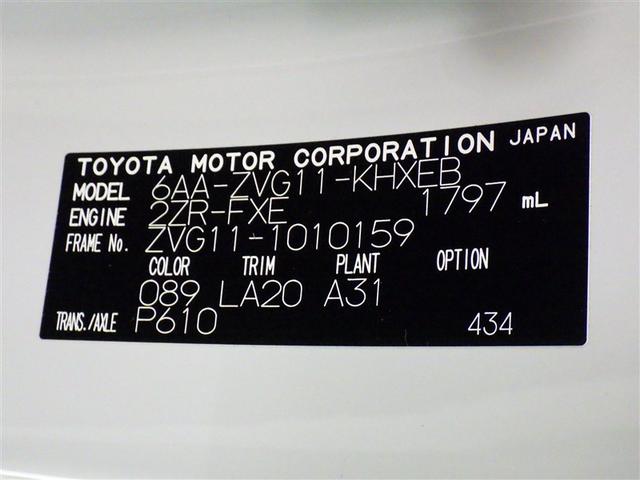 TOYOTA MOTOR CORPORATION JAPAN
MODEL 6AA-ZVG11-KHXEB
ENGINE 2ZR-FXE 1797 mL
FRAME No. ZVG11-1010159
COLOR TRIM PLANT OPTION
089 LA20 A31
TRANS./AXLE P610 434